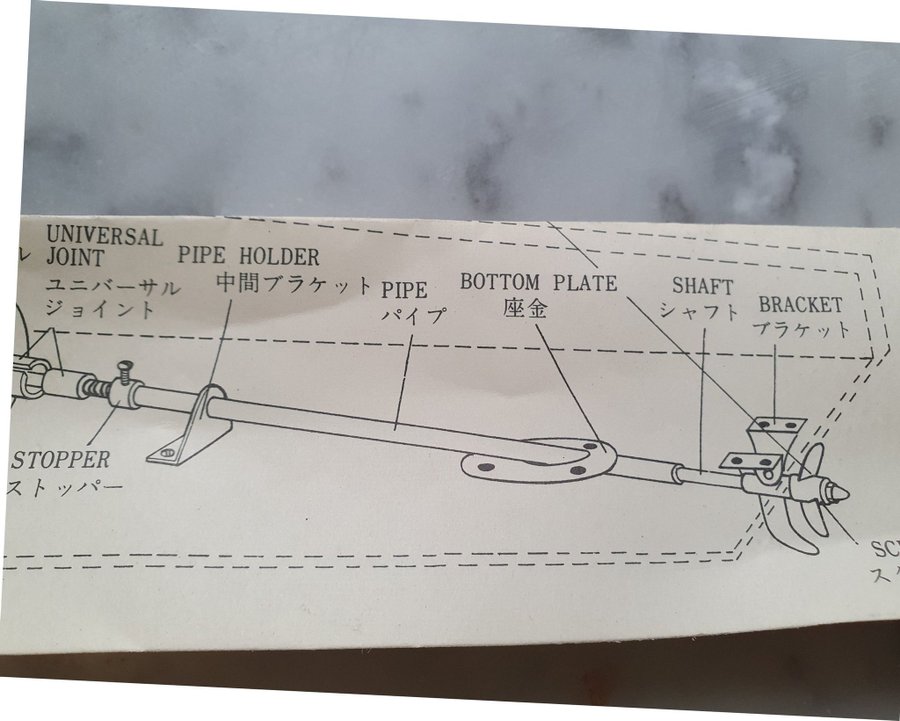 UNIVERSAL
JOINT
ユニバーサル
ジョイント
PIPE HOLDER
中間ブラケット
PIPE
パイプ
BOTTOM PLATE
座金
SHAFT
シャフト
BRACKET
ブラケット
STOPPER
ストッパー